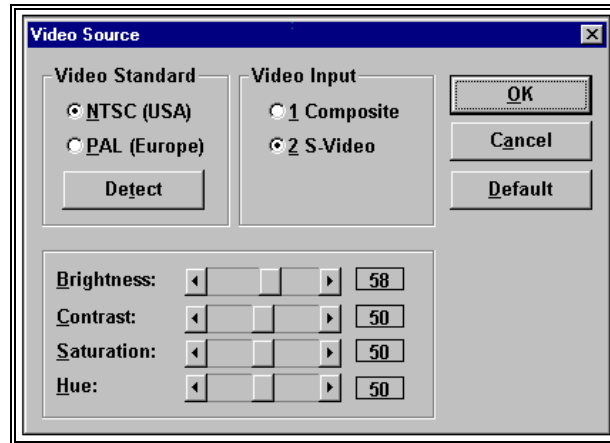 Video Source
Video Standard
NTSC (USA)
PAL (Europe)
Detect
Video Input
1 Composite
2 S-Video
OK
Cancel
Default
Brightness: 58
Contrast: 50
Saturation: 50
Hue: 50